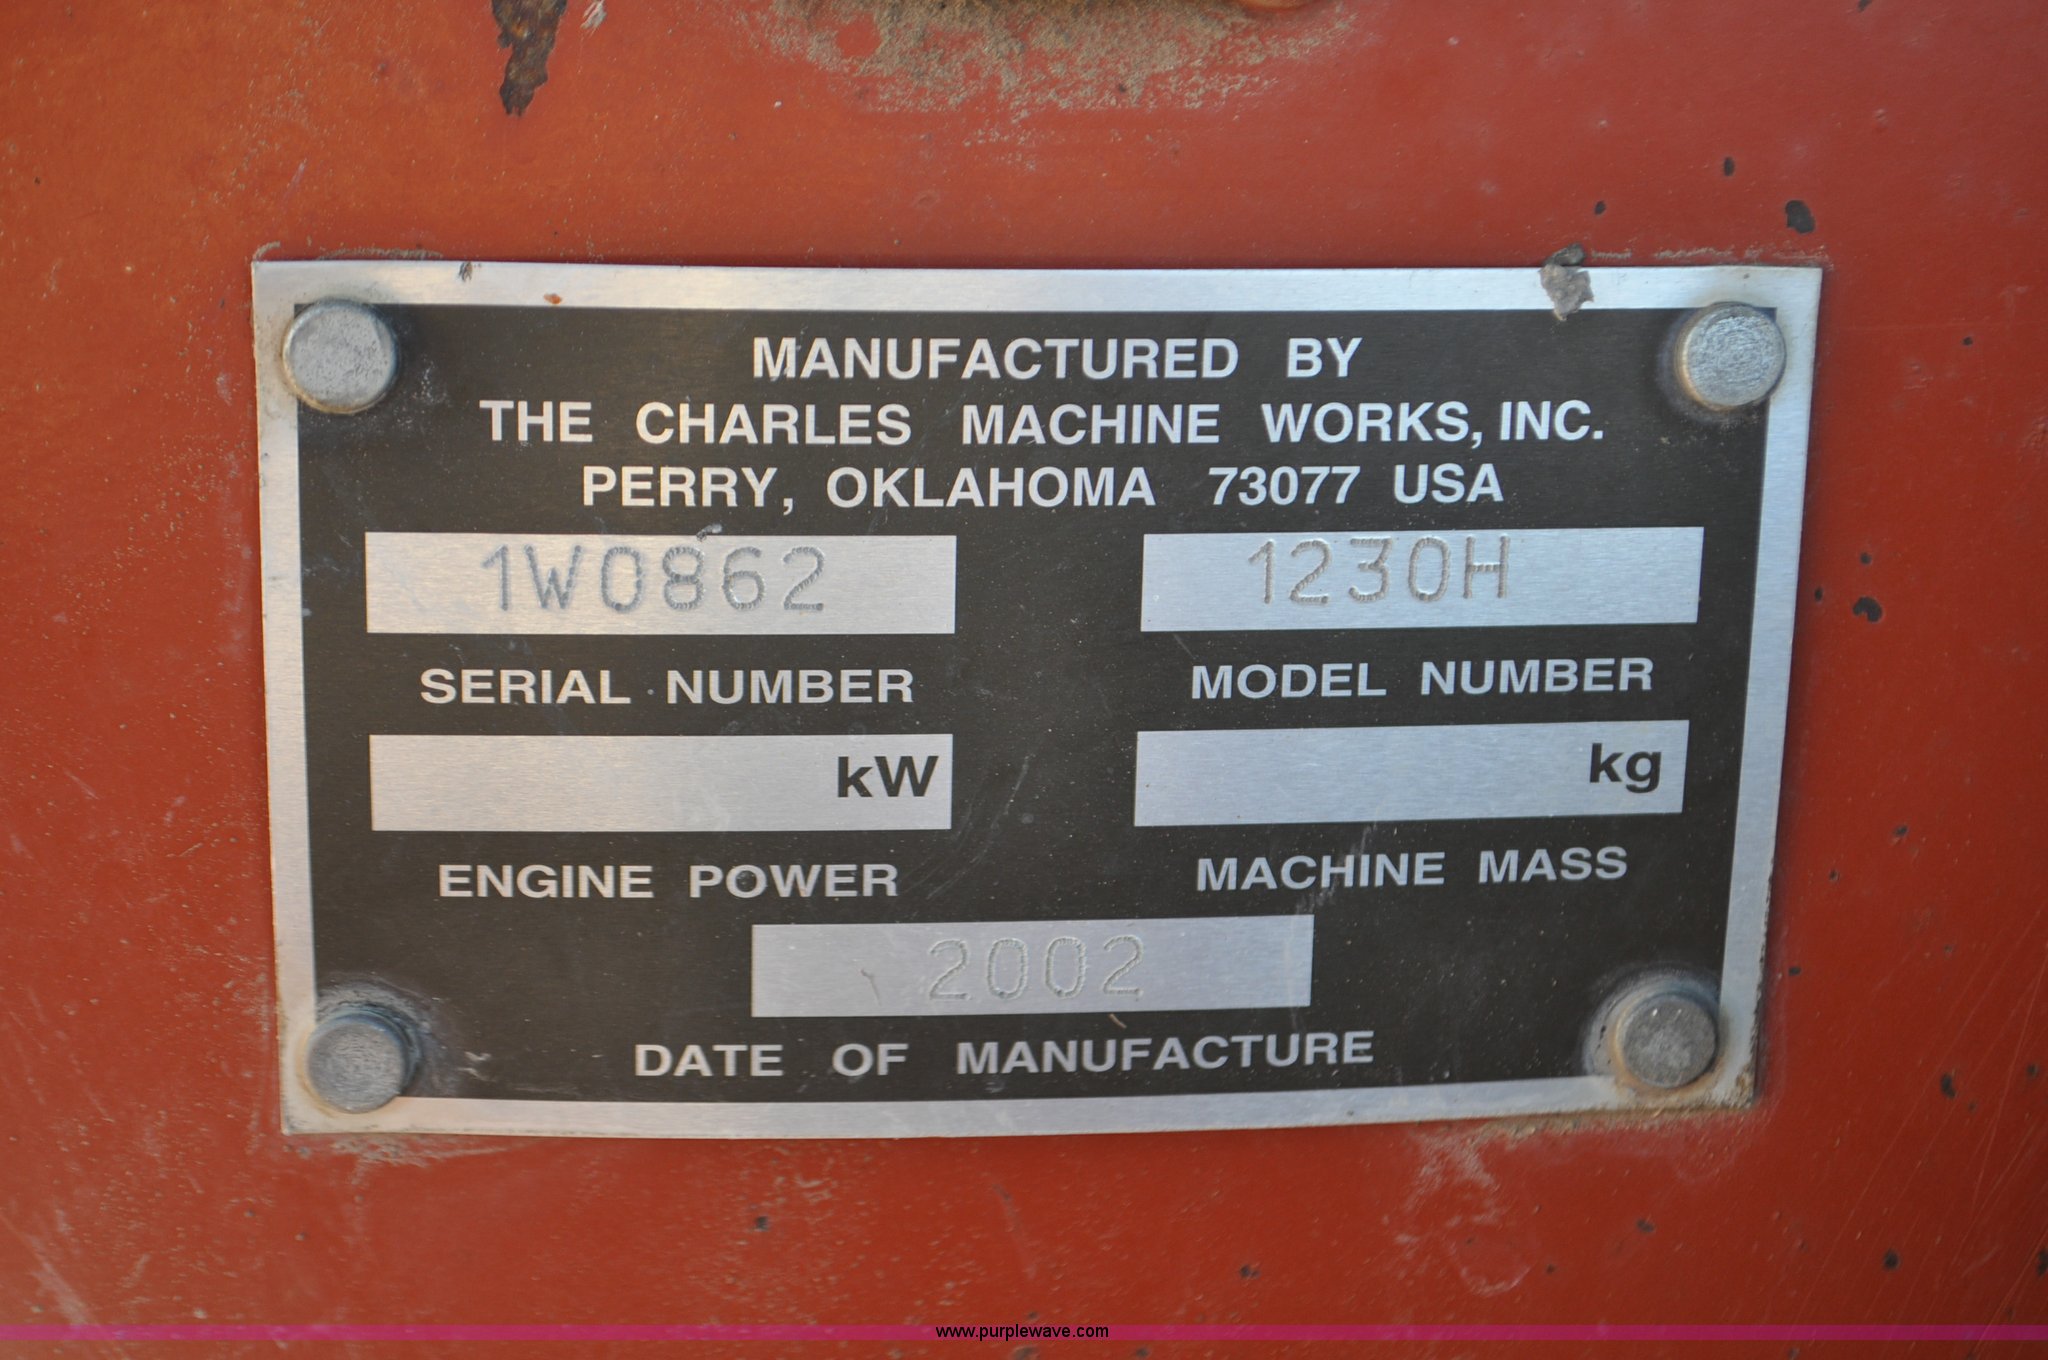 MANUFACTURED BY
THE CHARLES MACHINE WORKS, INC.
PERRY, OKLAHOMA 73077 USA
1W0862 1230H
SERIAL NUMBER MODEL NUMBER
kW kg
ENGINE POWER MACHINE MASS
2002
DATE OF MANUFACTURE
www.purplewave.com